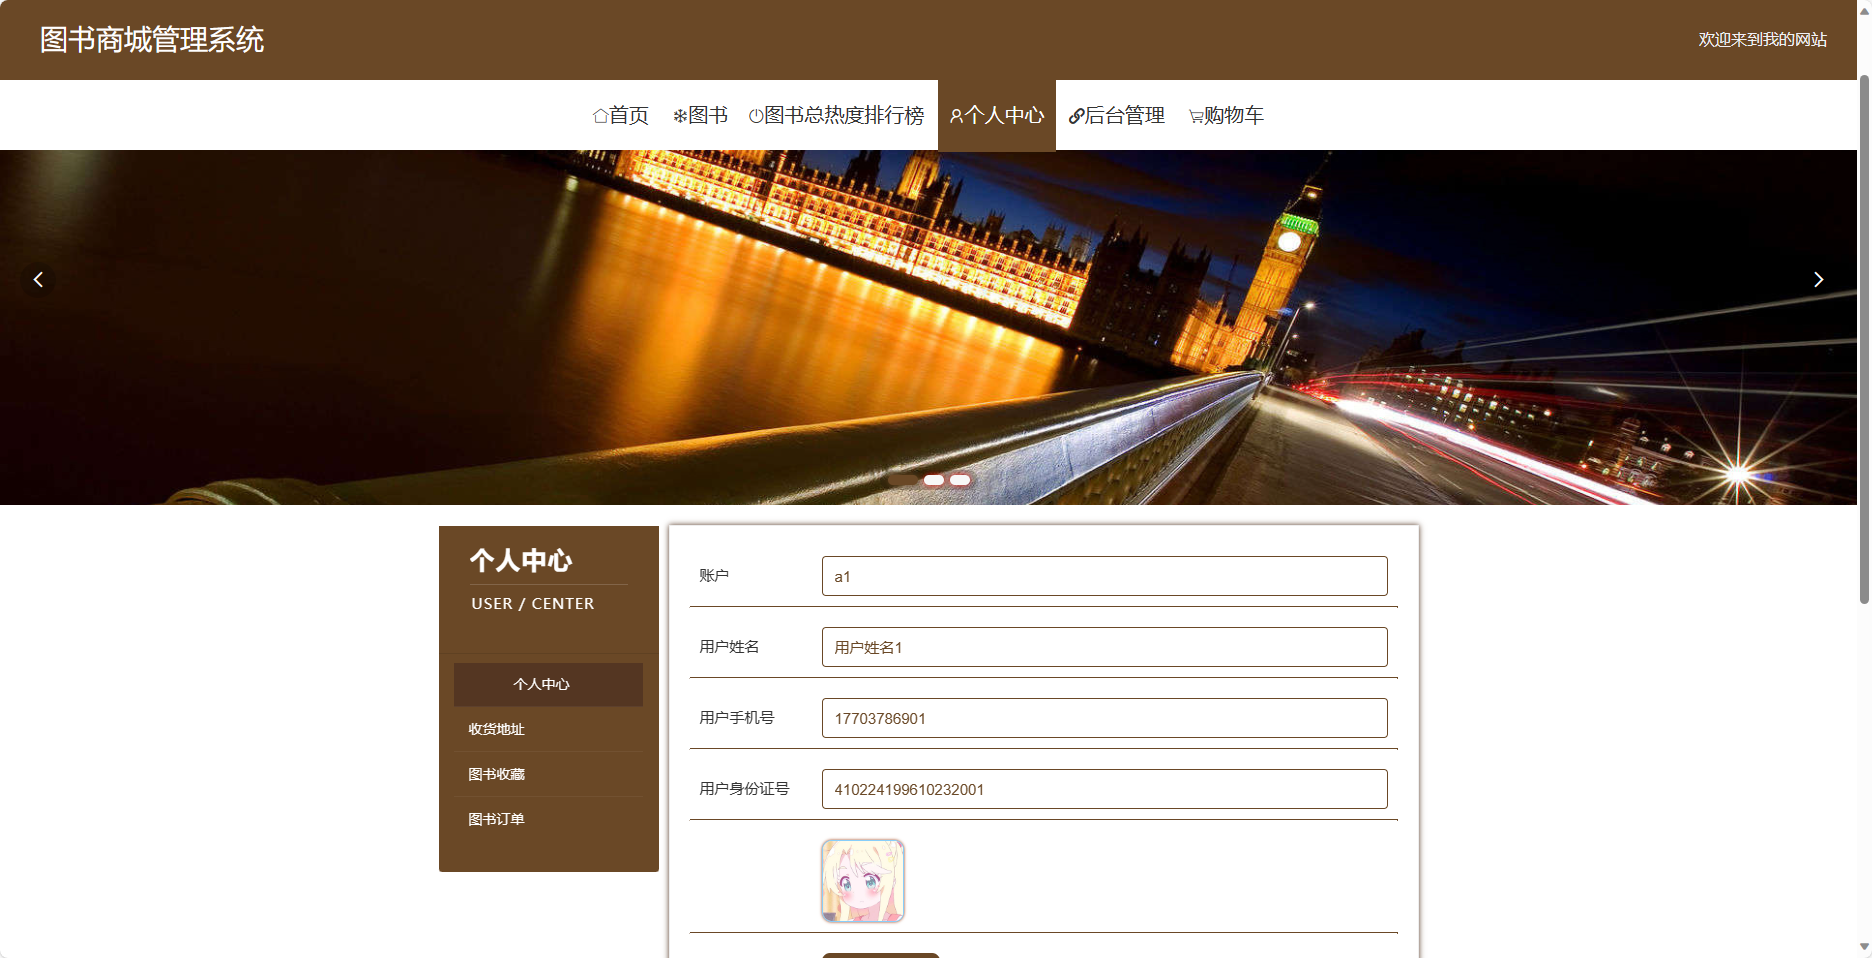 图书商城管理系统
欢迎来到我的网站
首页 图书 图书总热度排行榜 个人中心 后台管理 购物车
个人中心
USER / CENTER
个人中心
收货地址
图书收藏
图书订单
账户 a1
用户姓名 用户姓名1
用户手机号 17703786901
用户身份证号 410224199610232001